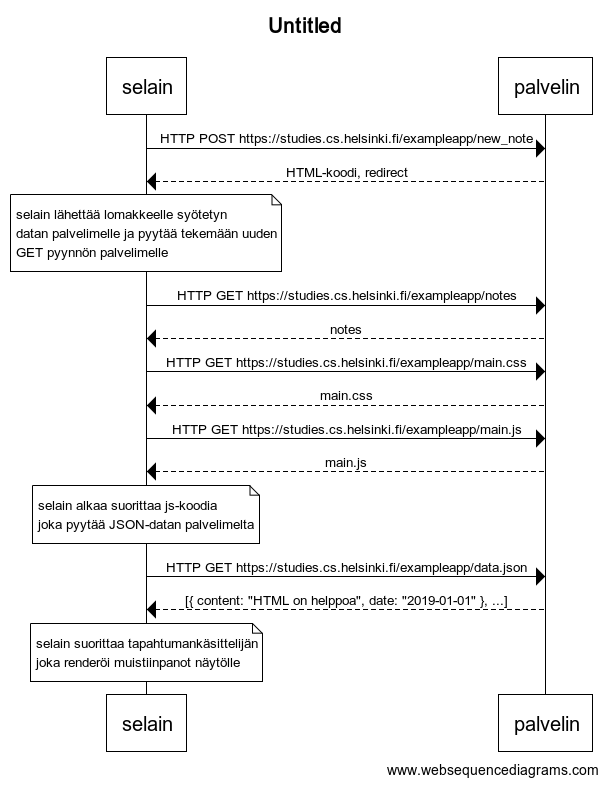 Untitled
selain palvelin
HTTP POST https://studies.cs.helsinki.fi/exampleapp/new_note
HTML-koodi, redirect
selain lähettää lomakkeelle syötetyn
datan palvelimelle ja pyytää tekemään uuden
GET pyynnön palvelimelle
HTTP GET https://studies.cs.helsinki.fi/exampleapp/notes
notes
HTTP GET https://studies.cs.helsinki.fi/exampleapp/main.css
main.css
HTTP GET https://studies.cs.helsinki.fi/exampleapp/main.js
main.js
selain alkaa suorittaa js-koodia
joka pyytää JSON-datan palvelimelta
HTTP GET https://studies.cs.helsinki.fi/exampleapp/data.json
[{ content: "HTML on helppoa", date: "2019-01-01" }, ...]
selain suorittaa tapahtumankäsittelijän
joka renderöi muistiinpanot näytölle
selain palvelin
www.websequencediagrams.com